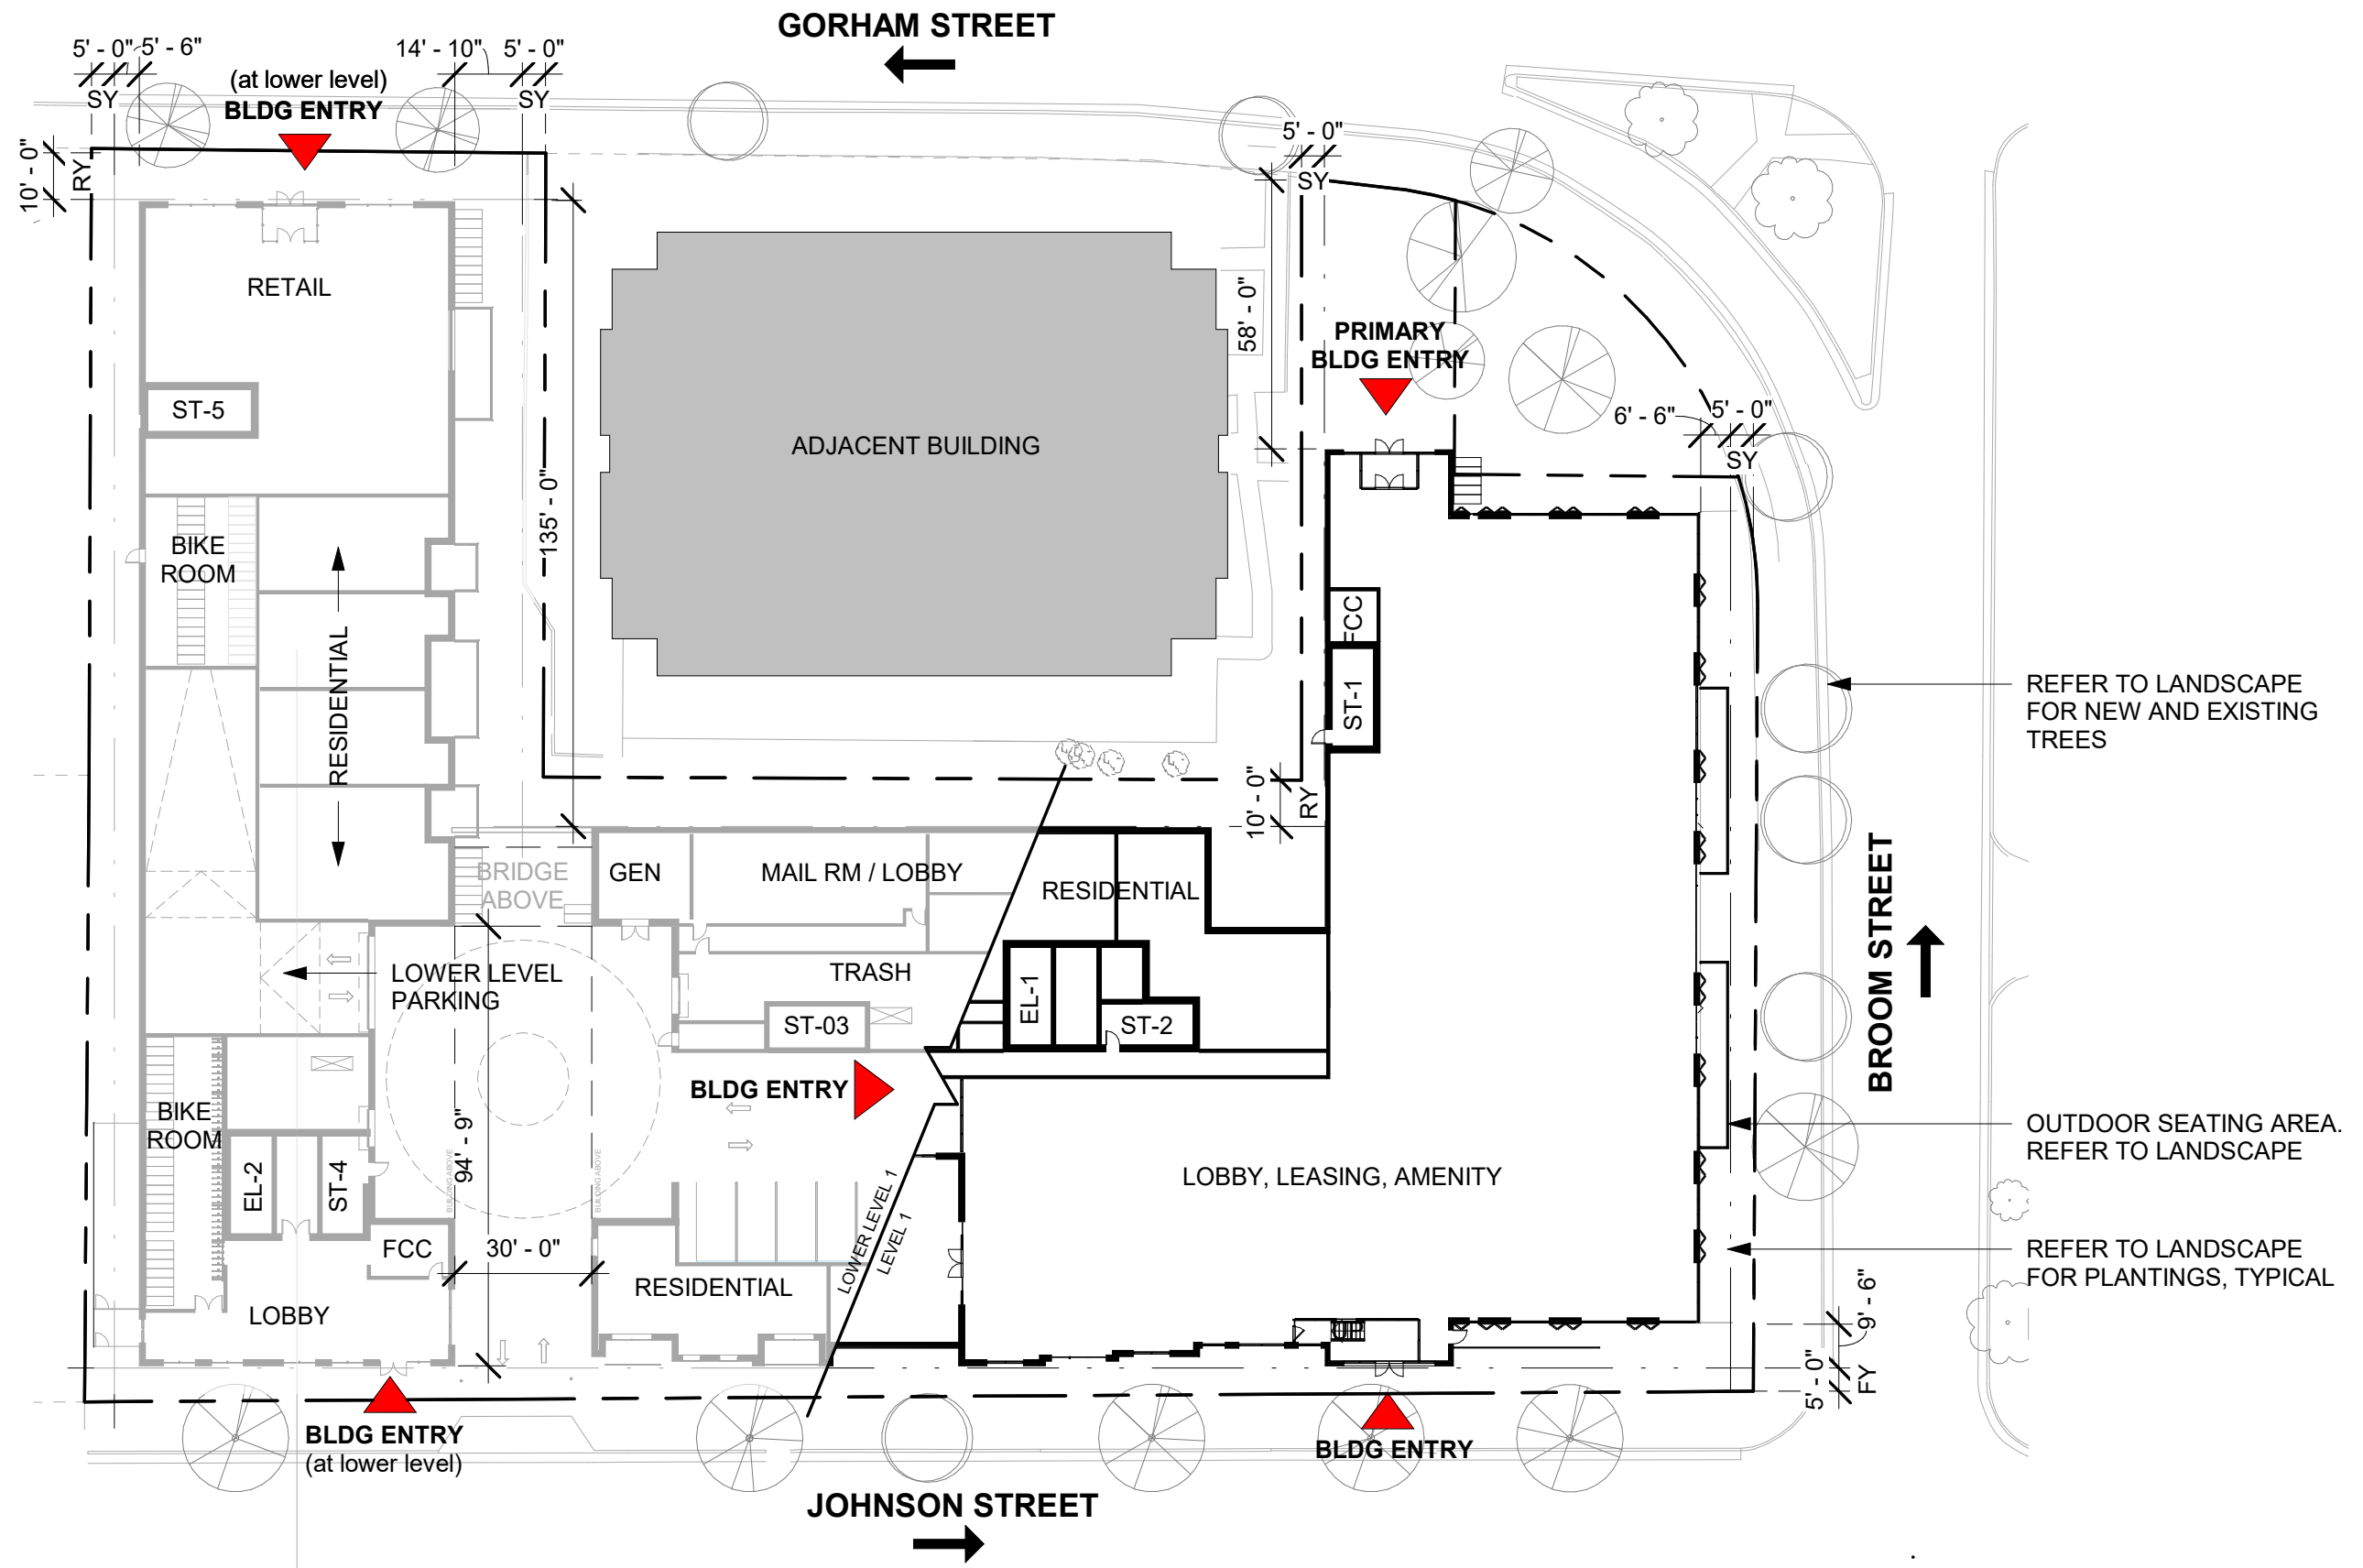 GORHAM STREET
5' - 0"
5' - 6"
14' - 10"
5' - 0"
(at lower level)
BLDG ENTRY
SY
SY
5' - 0"
SY
10' - 0"
RY
RETAIL
58' - 0"
PRIMARY
BLDG ENTRY
ST-5
ADJACENT BUILDING
6' - 6"
5' - 0"
SY
135' - 0"
BIKE
ROOM
RESIDENTIAL
FCC
ST-1
REFER TO LANDSCAPE
FOR NEW AND EXISTING
TREES
10' - 0"
RY
BRIDGE
ABOVE
GEN
MAIL RM / LOBBY
RESIDENTIAL
BROOM STREET
LOWER LEVEL
PARKING
TRASH
EL-1
ST-03
ST-2
BLDG ENTRY
BIKE
ROOM
94' - 9"
BUILDING ABOVE
BUILDING ABOVE
OUTDOOR SEATING AREA.
REFER TO LANDSCAPE
EL-2
ST-4
LOBBY, LEASING, AMENITY
LOWER LEVEL 1
LEVEL 1
FCC
30' - 0"
REFER TO LANDSCAPE
FOR PLANTINGS, TYPICAL
RESIDENTIAL
LOBBY
UP
9' - 6"
5' - 0"
FY
BLDG ENTRY
(at lower level)
BLDG ENTRY
JOHNSON STREET